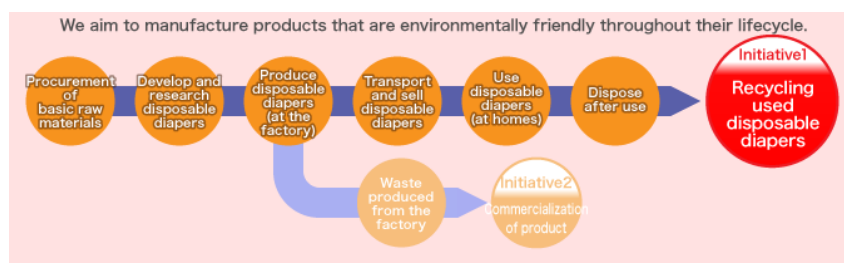 We aim to manufacture products that are environmentally friendly throughout their lifecycle.
Procurement
of
basic raw
materials
Develop and
research
disposable
diapers
Produce
disposable
diapers
(at the
factory)
Transport
and sell
disposable
diapers
Use
disposable
diapers
(at homes)
Dispose
after use
Initiative1
Recycling
used
disposable
diapers
Waste
produced
from the
factory
Initiative2
Commercialization
of product